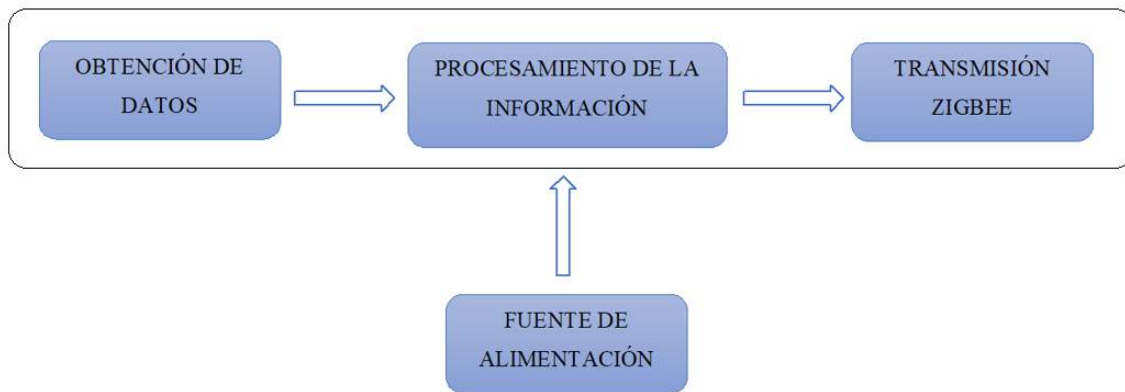 OBTENCIÓN DE
DATOS
PROCESAMIENTO DE LA
INFORMACIÓN
TRANSMISIÓN
ZIGBEE
FUENTE DE
ALIMENTACIÓN